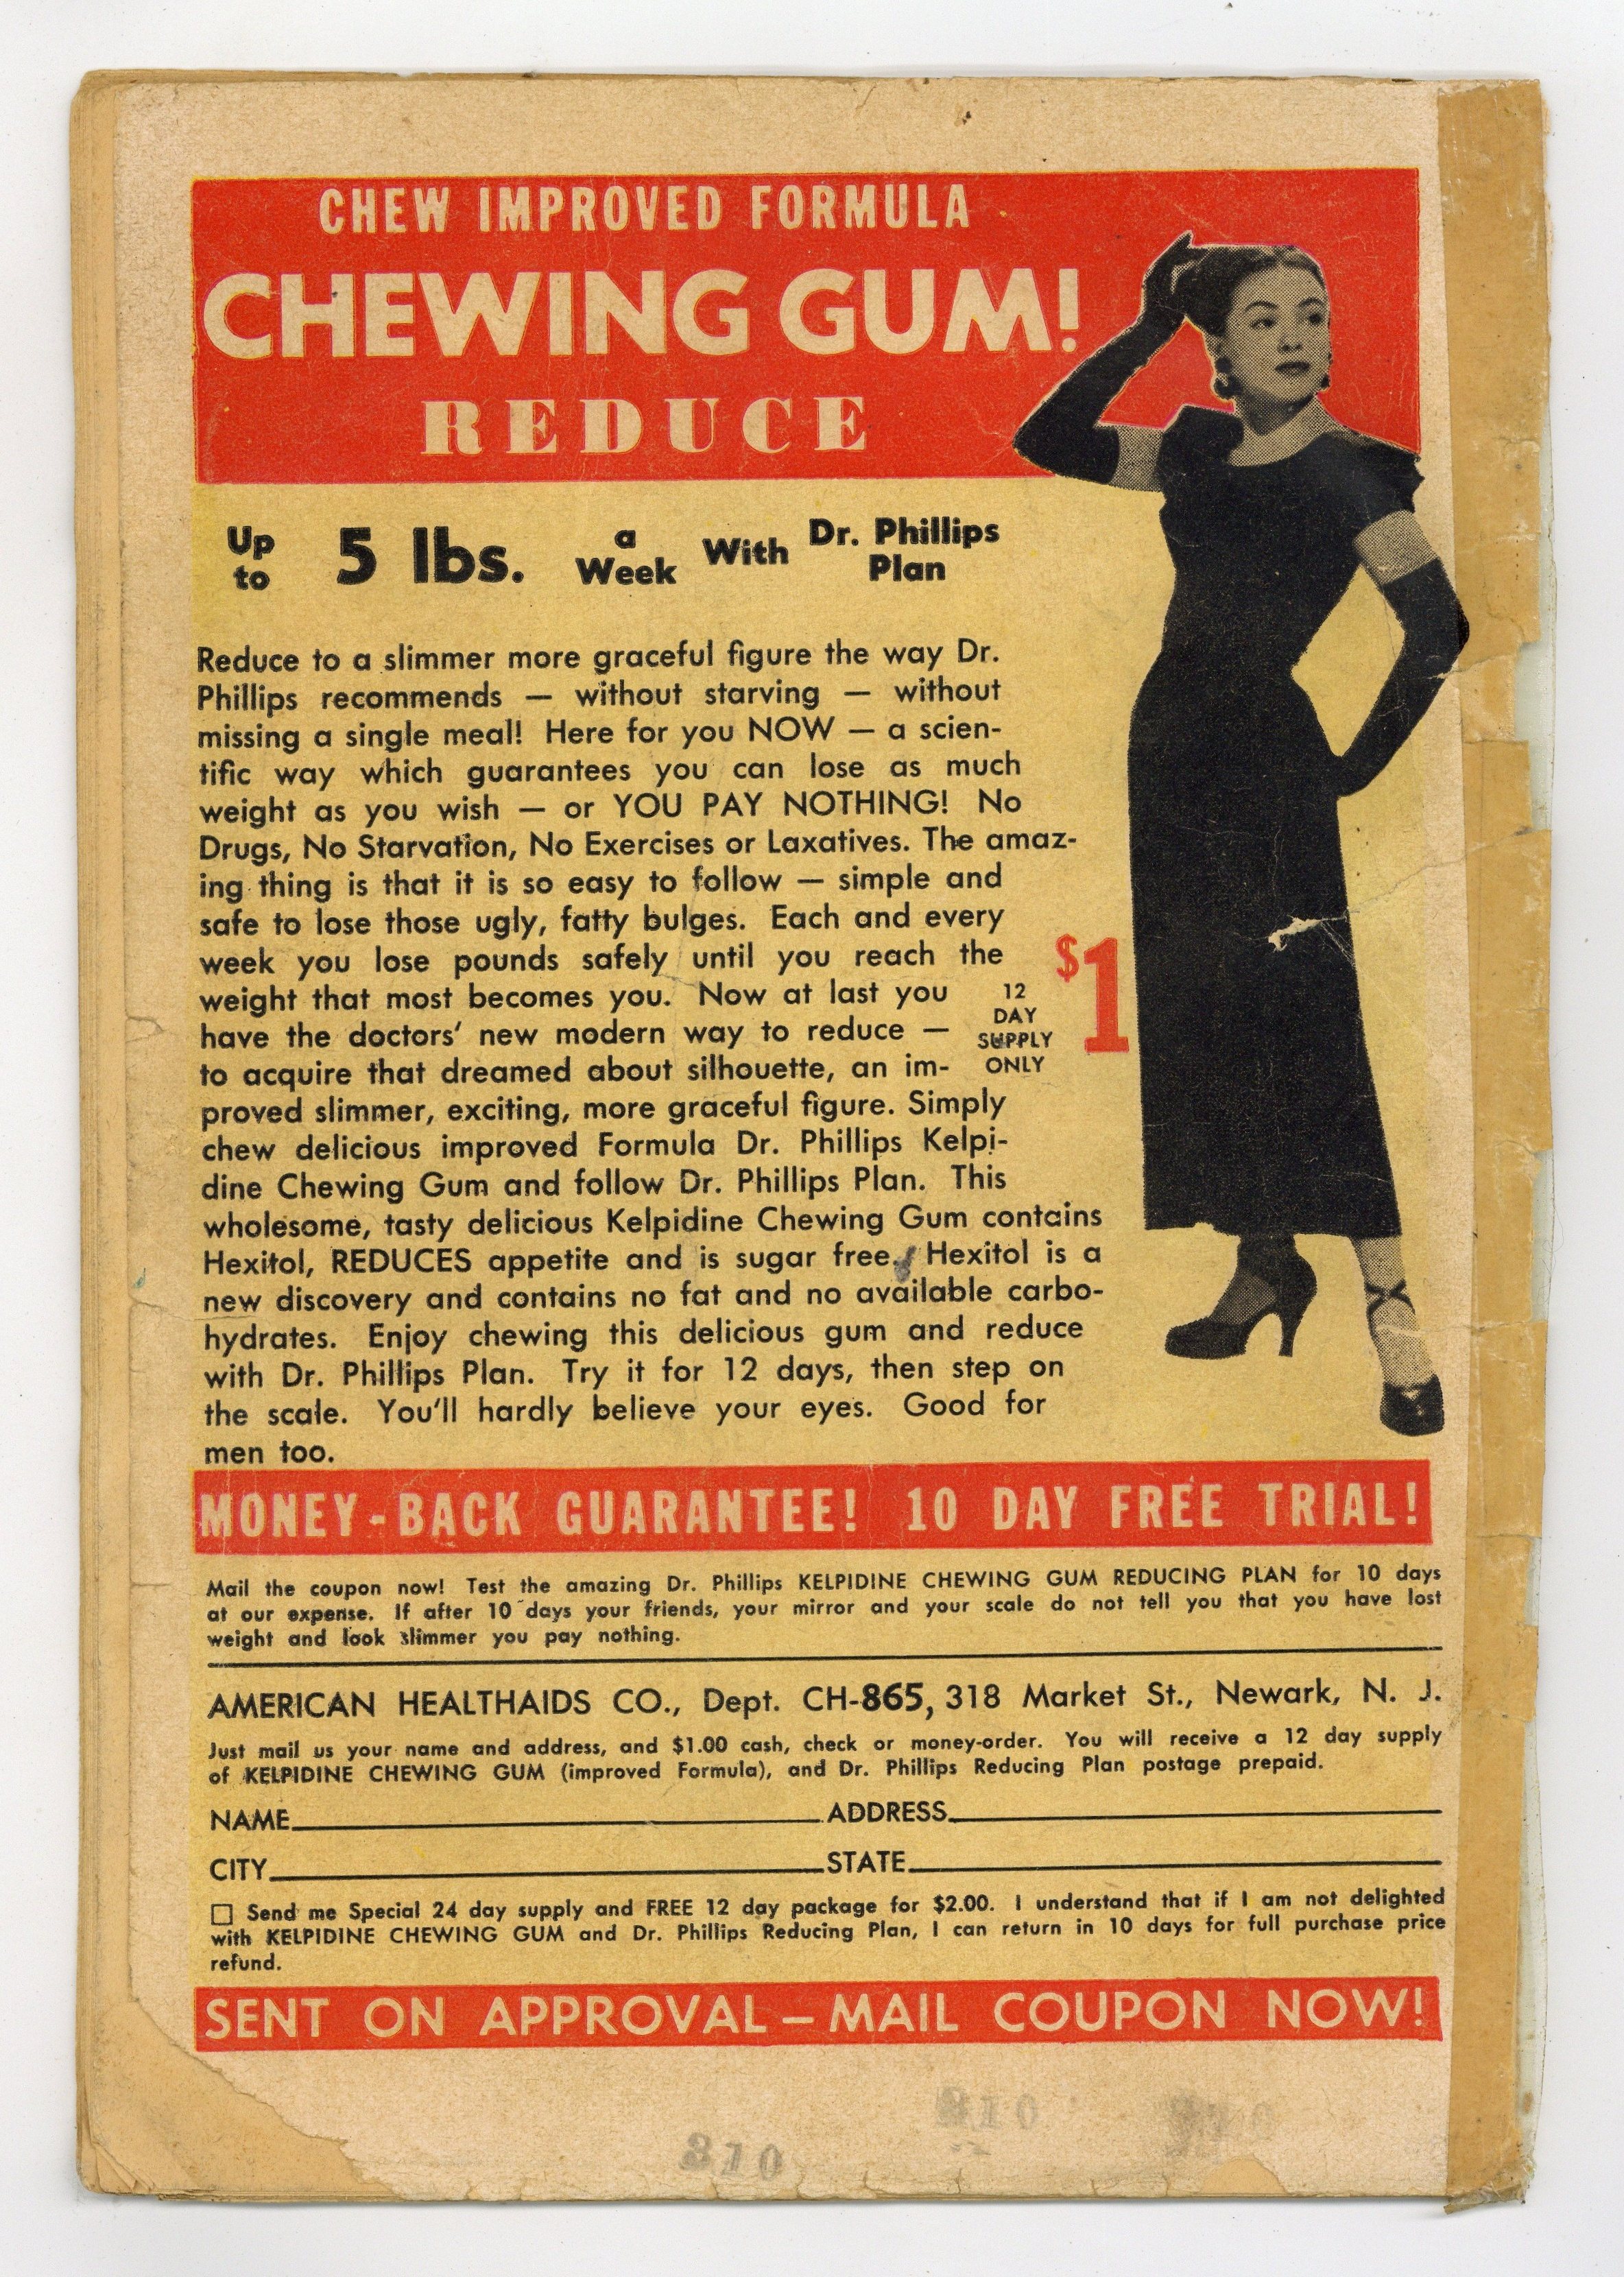 CHEW IMPROVED FORMULA
CHEWING GUM!
REDUCE
Up to 5 lbs. a Week With Dr. Phillips Plan
Reduce to a slimmer more graceful figure the way Dr.
Phillips recommends — without starving — without
missing a single meal! Here for you NOW — a scien-
tific way which guarantees you can lose as much
weight as you wish — or YOU PAY NOTHING! No
Drugs, No Starvation, No Exercises or Laxatives. The amaz-
ing thing is that it is so easy to follow — simple and
safe to lose those ugly, fatty bulges. Each and every
week you lose pounds safely until you reach the
weight that most becomes you. Now at last you
have the doctors' new modern way to reduce —
to acquire that dreamed about silhouette, an im-
proved slimmer, exciting, more graceful figure. Simply
chew delicious improved Formula Dr. Phillips Kelpi-
dine Chewing Gum and follow Dr. Phillips Plan. This
wholesome, tasty delicious Kelpidine Chewing Gum contains
Hexitol, REDUCES appetite and is sugar free. Hexitol is a
new discovery and contains no fat and no available carbo-
hydrates. Enjoy chewing this delicious gum and reduce
with Dr. Phillips Plan. Try it for 12 days, then step on
the scale. You'll hardly believe your eyes. Good for
men too.
12
DAY
SUPPLY
ONLY
$1
MONEY-BACK GUARANTEE! 10 DAY FREE TRIAL!
Mail the coupon now! Test the amazing Dr. Phillips KELPIDINE CHEWING GUM REDUCING PLAN for 10 days
at our expense. If after 10 days your friends, your mirror and your scale do not tell you that you have lost
weight and look slimmer you pay nothing.
AMERICAN HEALTHAIDS CO., Dept. CH-865, 318 Market St., Newark, N. J.
Just mail us your name and address, and $1.00 cash, check or money-order. You will receive a 12 day supply
of KELPIDINE CHEWING GUM (improved Formula), and Dr. Phillips Reducing Plan postage prepaid.
NAME ADDRESS
CITY STATE
Send me Special 24 day supply and FREE 12 day package for $2.00. I understand that if I am not delighted
with KELPIDINE CHEWING GUM and Dr. Phillips Reducing Plan, I can return in 10 days for full purchase price
refund.
SENT ON APPROVAL — MAIL COUPON NOW!